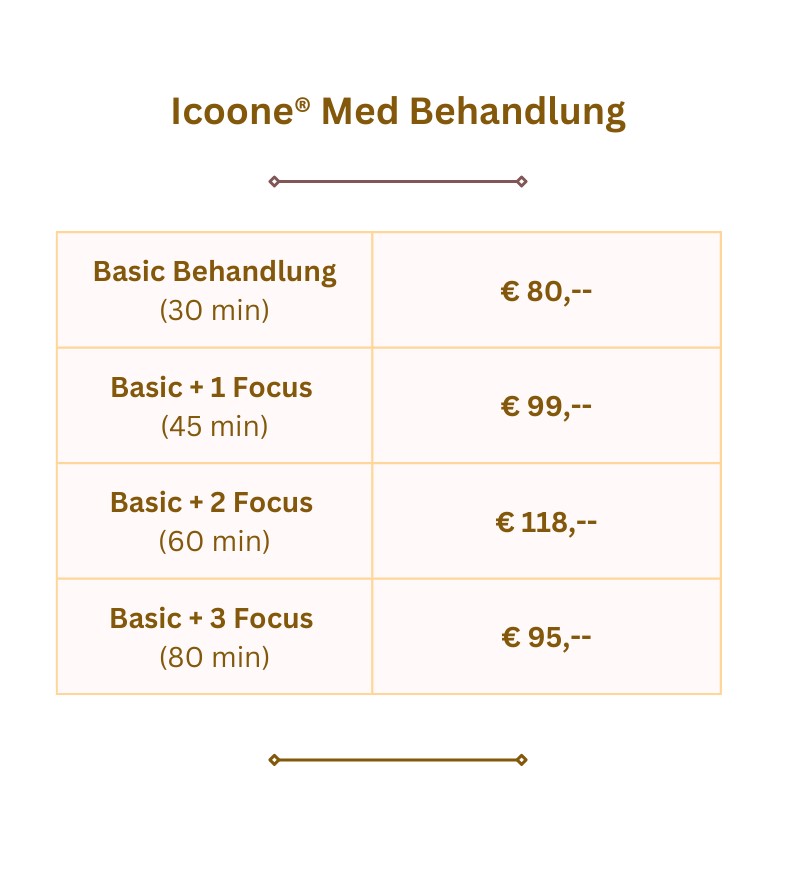 Icoone® Med Behandlung
Basic Behandlung
(30 min)
€ 80,--
Basic + 1 Focus
(45 min)
€ 99,--
Basic + 2 Focus
(60 min)
€ 118,--
Basic + 3 Focus
(80 min)
€ 95,--